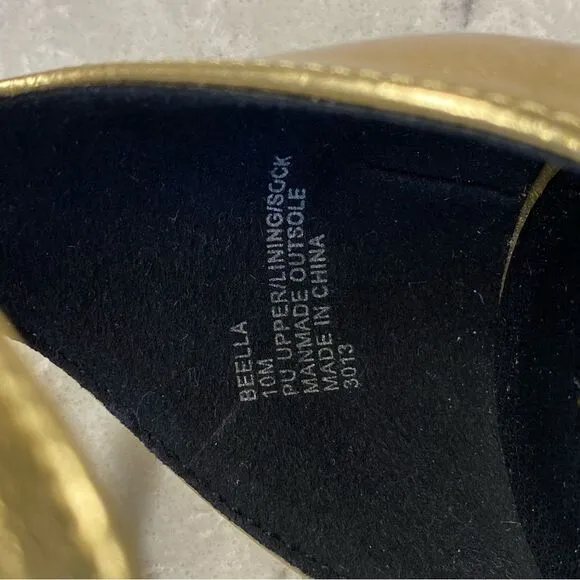 BEELLA
10M
PU UPPER/LINING/SOCK
MANMADE OUTSOLE
MADE IN CHINA
3013